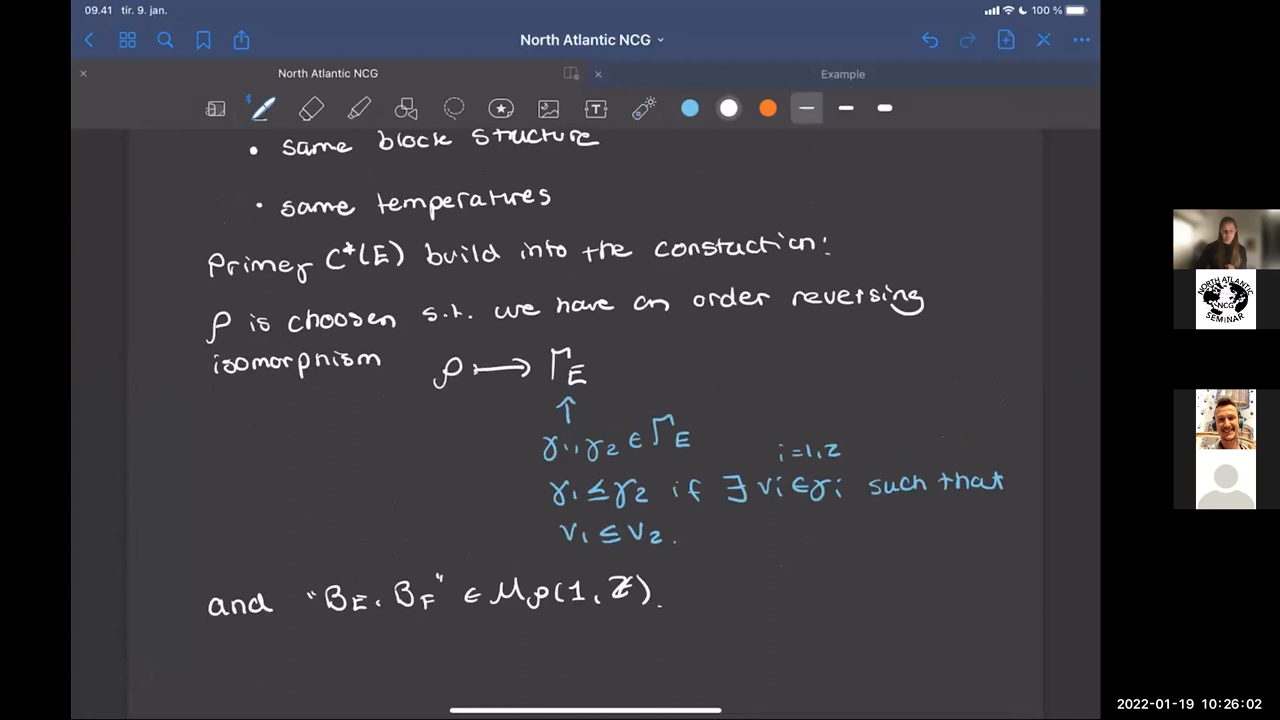 09.41 tir. 9. jan.
100 %
North Atlantic NCG
North Atlantic NCG
Example
• same block structure
• same temperatures
Primey C*(E) build into the constuction:
ρ is choosen s.t. we have an order reversing
isomorphism ρ ⟼ Γ_E
↑
γ₁, γ₂ ∈ Γ_E
i=1,2
γ₁ ≤ γ₂ if ∃ vi ∈ γi such that
v₁ ≤ v₂.
and "B_E, B_F" ∈ Mρ(1, ℤ).
NORTH ATLANTIC
NCG
SEMINAR
2022-01-19 10:26:02